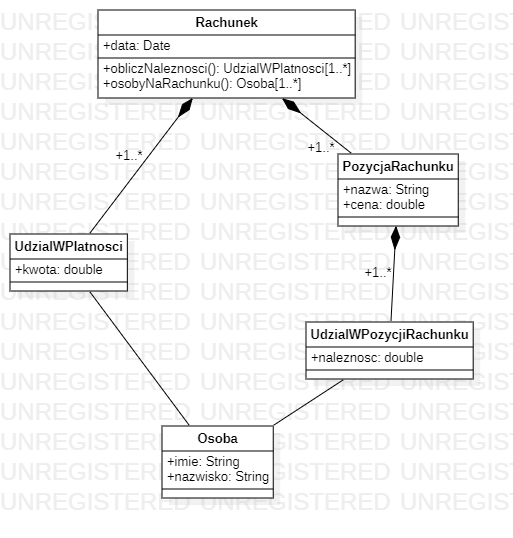 Rachunek
+data: Date
+obliczNaleznosci(): UdzialWPlatnosci[1..*]
+osobyNaRachunku(): Osoba[1..*]
+1..*
+1..*
PozycjaRachunku
+nazwa: String
+cena: double
UdzialWPlatnosci
+kwota: double
+1..*
UdzialWPozycjiRachunku
+naleznosc: double
Osoba
+imie: String
+nazwisko: String
UNREGISTERED